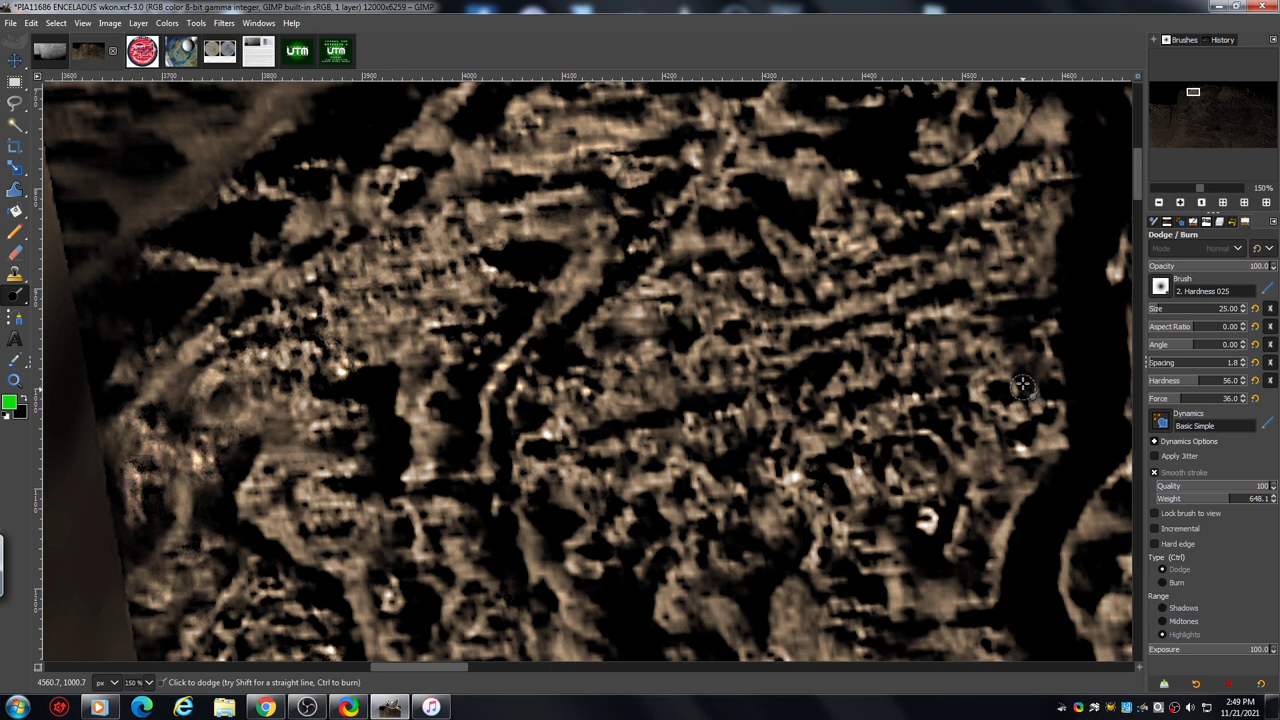 *PIA11686 ENCELADUS wkon.xcf-3.0 (RGB color 8-bit gamma integer, GIMP built-in sRGB, 1 layer) 12000x6259 – GIMP
File Edit Select View Image Layer Colors Tools Filters Windows Help
UTM
UTM
3600 3700 3800 3900 4000 4100 4200 4300 4400 4500 4600
Brushes History
150%
Dodge / Burn
Mode Normal
Opacity 100.0
Brush
2. Hardness 025
Size 25.00
Aspect Ratio 0.00
Angle 0.00
Spacing 1.8
Hardness 56.0
Force 36.0
Dynamics
Basic Simple
Dynamics Options
Apply Jitter
Smooth stroke
Quality 100
Weight 648.1
Lock brush to view
Incremental
Hard edge
Type (Ctrl)
Dodge
Burn
Range
Shadows
Midtones
Highlights
Exposure 100.0
4560.7, 1000.7 px 150 % Click to dodge (try Shift for a straight line, Ctrl to burn)
2:49 PM
11/21/2021